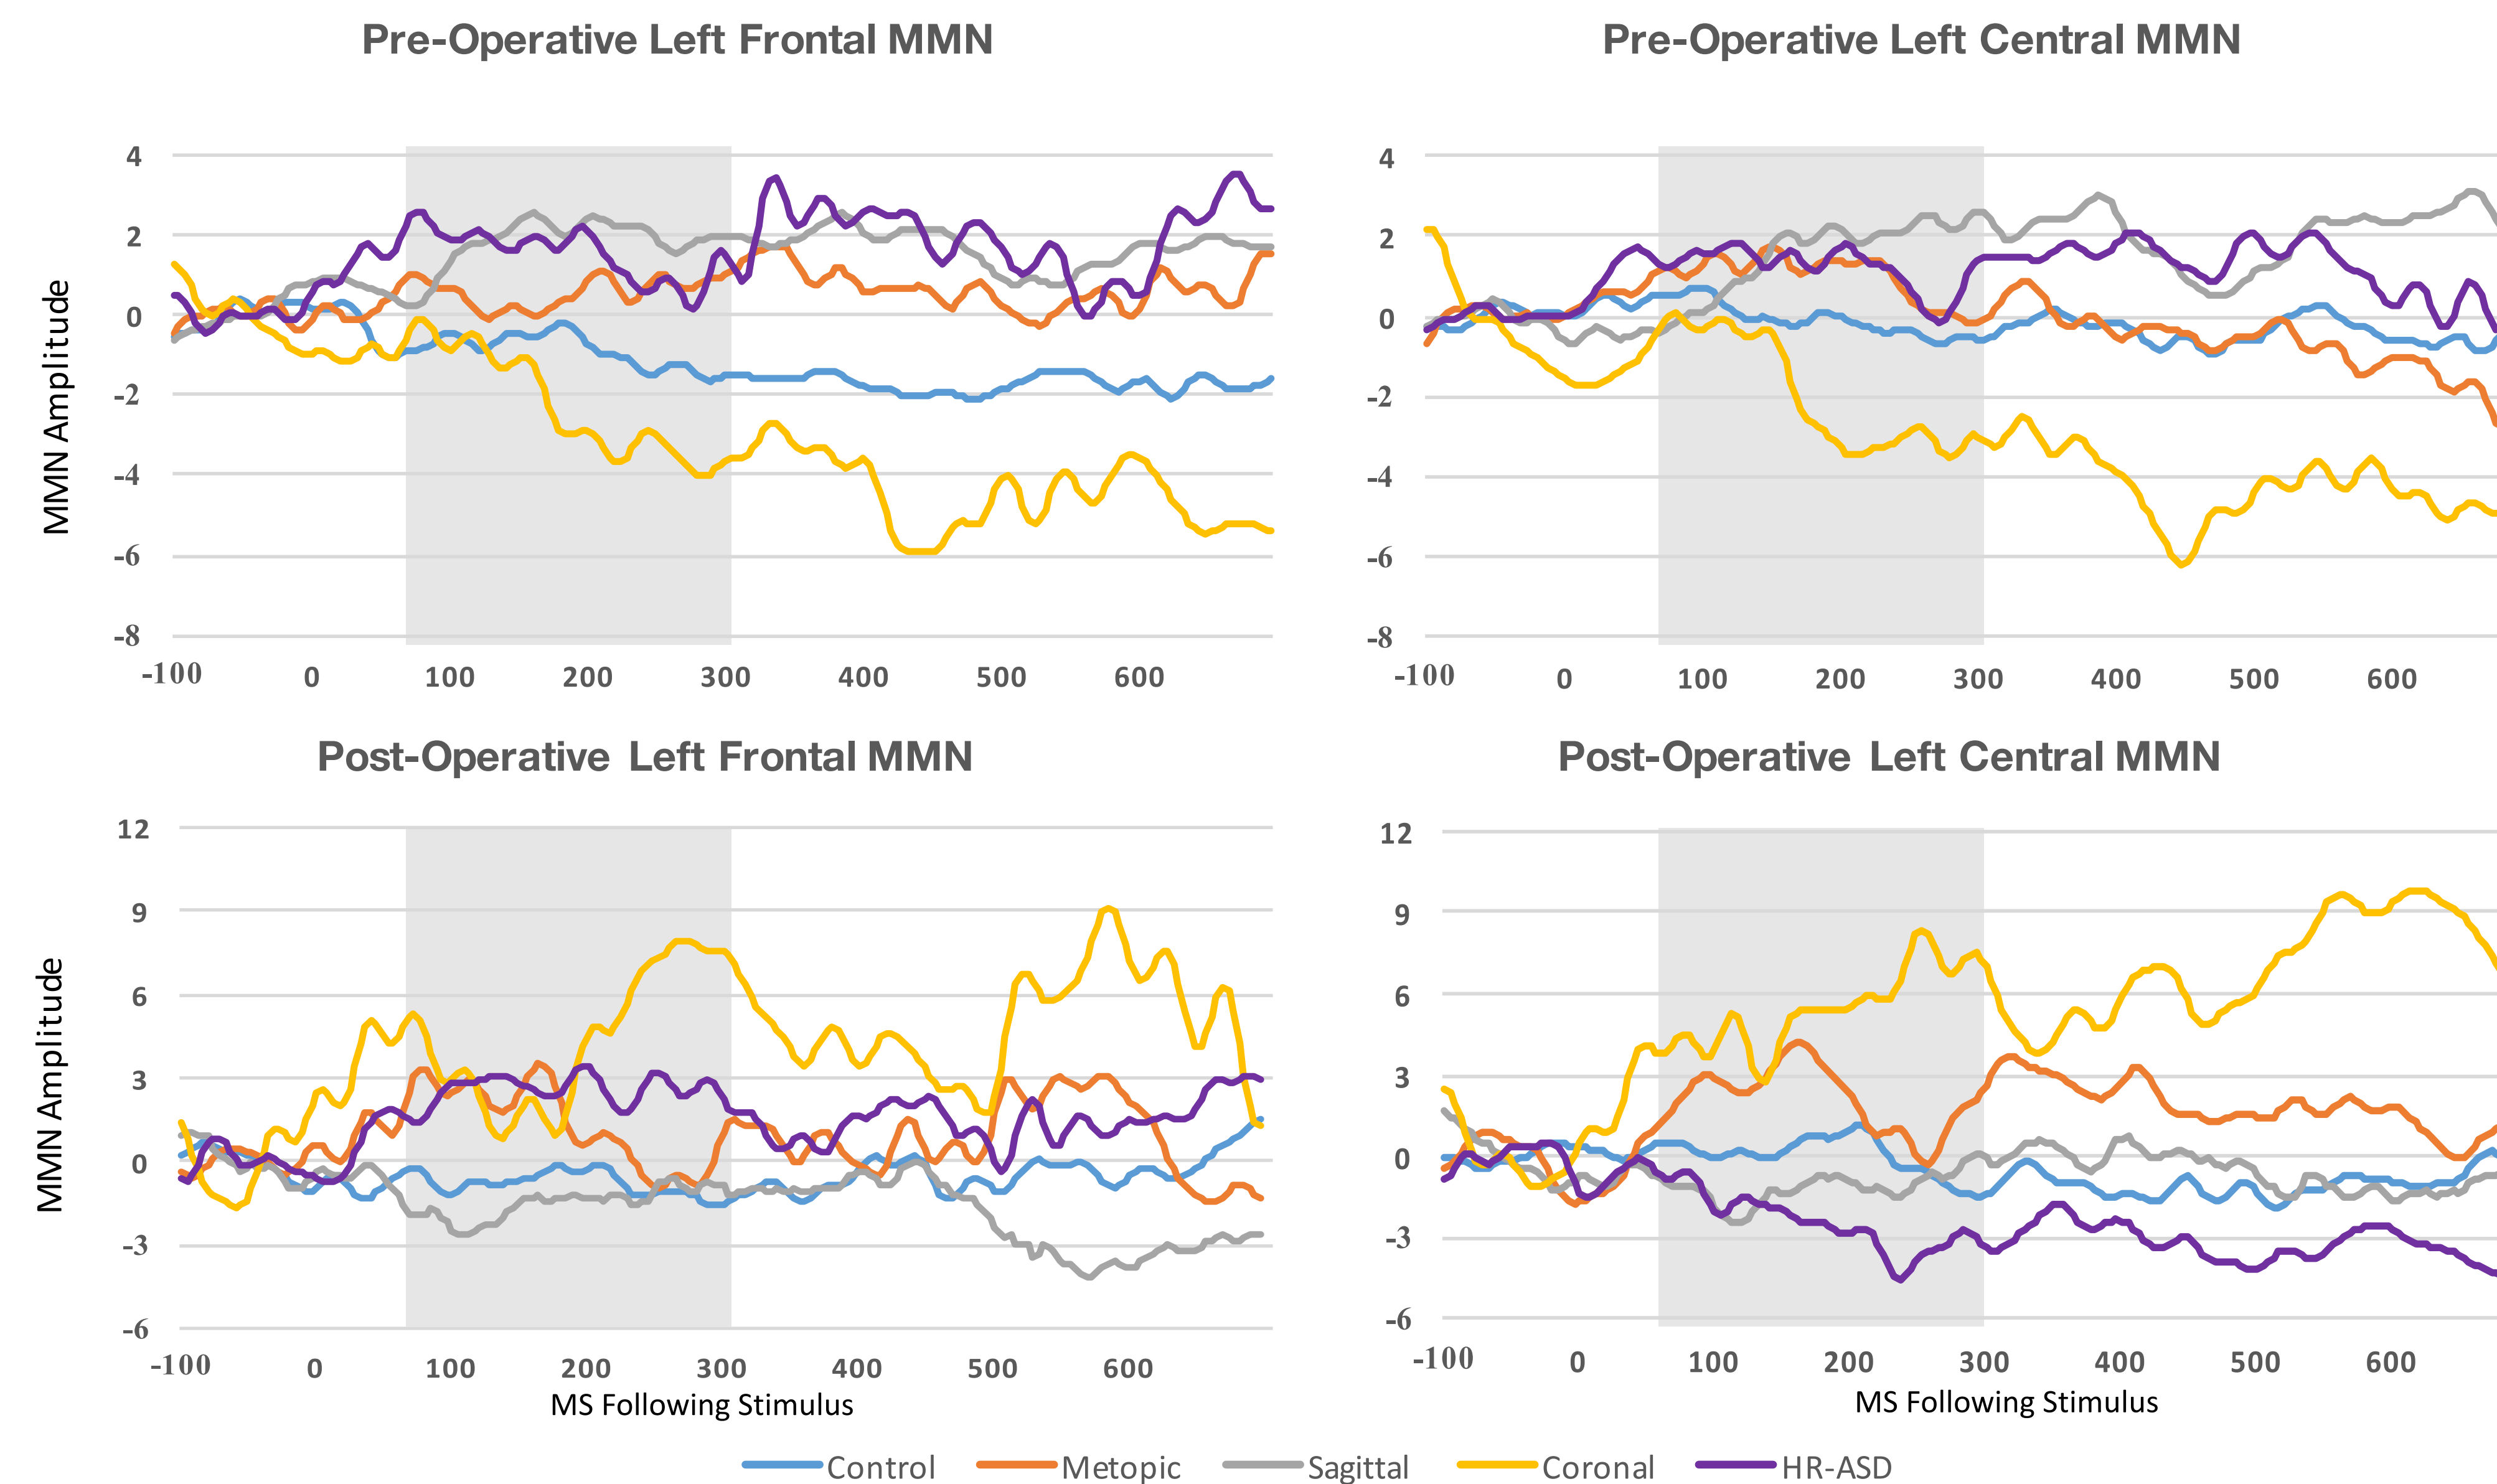 Pre-Operative Left Frontal MMN
4
2
0
-2
-4
-6
-8
MMN Amplitude
-100 0 100 200 300 400 500 600
Pre-Operative Left Central MMN
4
2
0
-2
-4
-6
-8
-100 0 100 200 300 400 500 600
Post-Operative Left Frontal MMN
12
9
6
3
0
-3
-6
MMN Amplitude
-100 0 100 200 300 400 500 600
MS Following Stimulus
Post-Operative Left Central MMN
12
9
6
3
0
-3
-6
-100 0 100 200 300 400 500 600
MS Following Stimulus
Control Metopic Sagittal Coronal HR-ASD